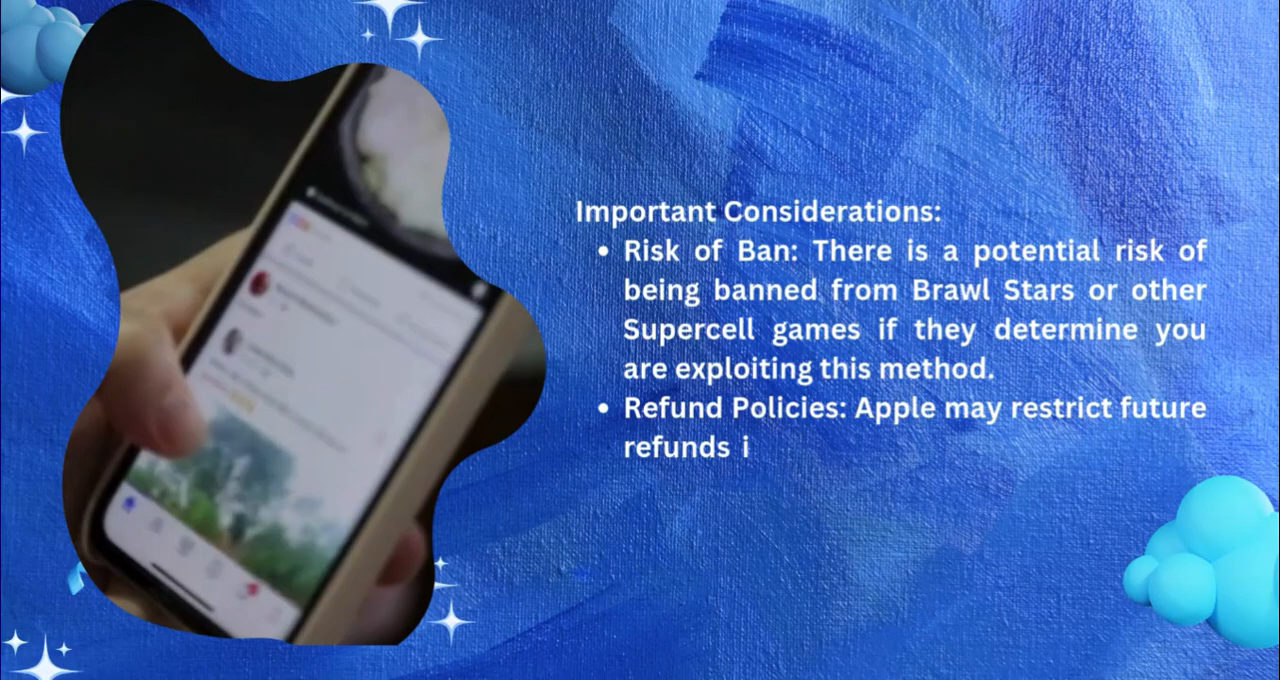 Important Considerations:
• Risk of Ban: There is a potential risk of
being banned from Brawl Stars or other
Supercell games if they determine you
are exploiting this method.
• Refund Policies: Apple may restrict future
refunds i